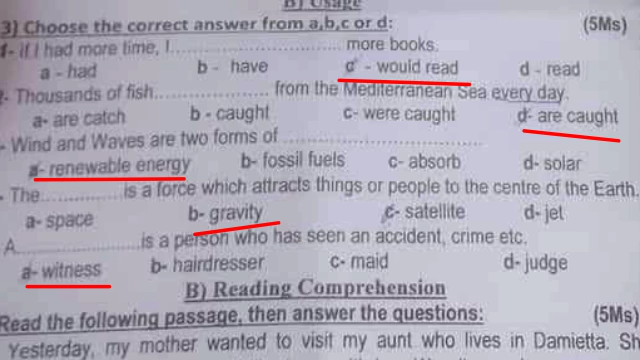 B) Usage
3) Choose the correct answer from a,b,c or d: (5Ms)
1- if I had more time, I............................ more books.
a - had b - have c - would read d - read
- Thousands of fish.................. from the Mediterranean Sea every day.
a- are catch b - caught c- were caught d- are caught
- Wind and Waves are two forms of ................................
a- renewable energy b- fossil fuels c- absorb d- solar
- The.............is a force which attracts things or people to the centre of the Earth.
a- space b- gravity c- satellite d- jet
A.....................is a person who has seen an accident, crime etc.
a- witness b- hairdresser c- maid d- judge
B) Reading Comprehension
Read the following passage, then answer the questions: (5Ms)
Yesterday, my mother wanted to visit my aunt who lives in Damietta. Sh